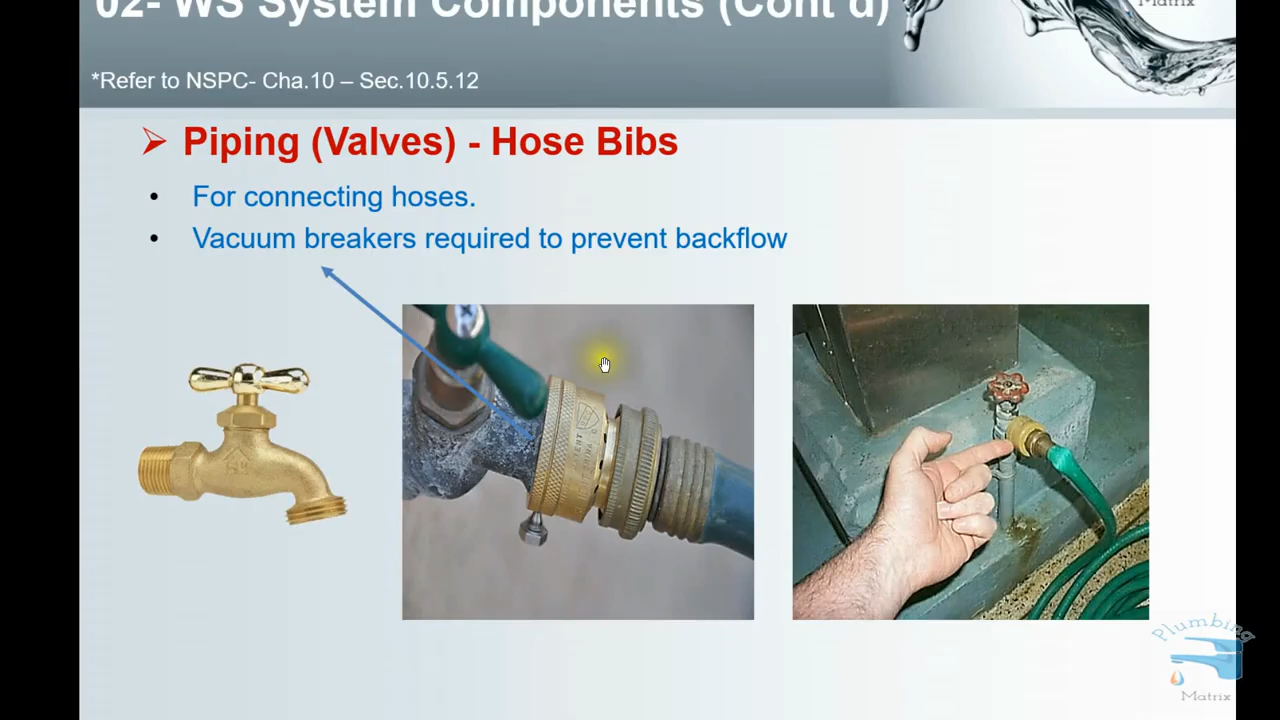 02- WS System Components (Cont'd)
Matrix
*Refer to NSPC- Cha.10 – Sec.10.5.12
➢ Piping (Valves) - Hose Bibs
• For connecting hoses.
• Vacuum breakers required to prevent backflow
Plumbing
Matrix